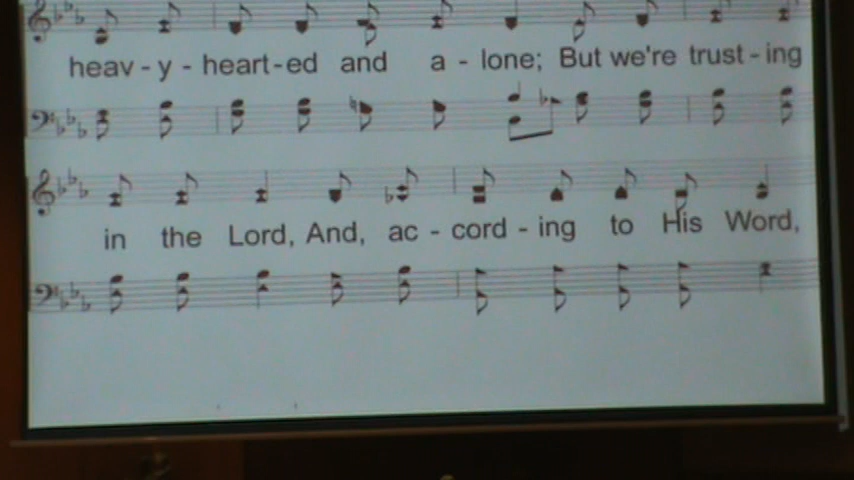 heav - y - heart - ed and a - lone; But we're trust - ing
in the Lord, And, ac - cord - ing to His Word,